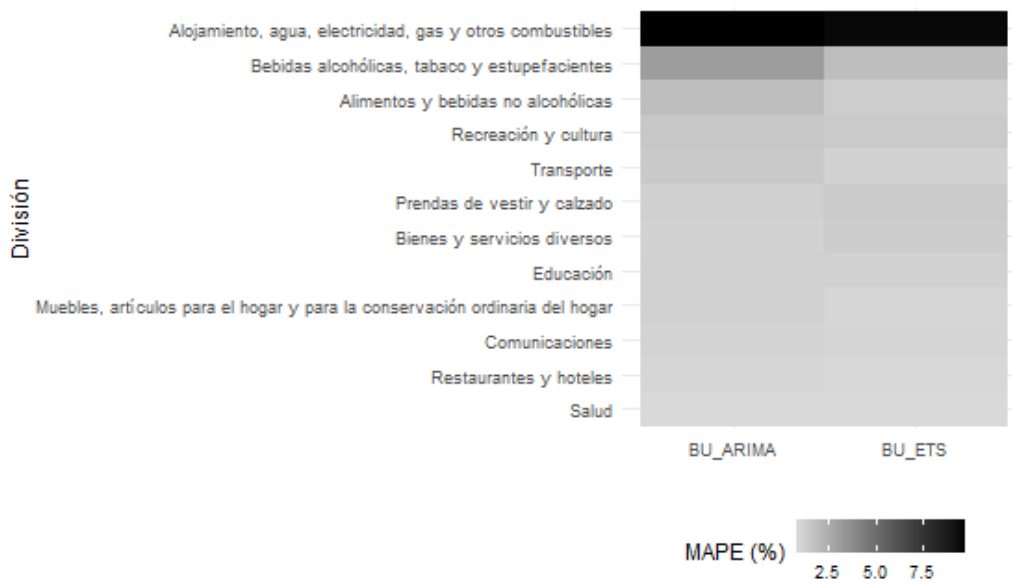 Alojamiento, agua, electricidad, gas y otros combustibles
Bebidas alcohólicas, tabaco y estupefacientes
Alimentos y bebidas no alcohólicas
Recreación y cultura
Transporte
Prendas de vestir y calzado
Bienes y servicios diversos
Educación
Muebles, artículos para el hogar y para la conservación ordinaria del hogar
Comunicaciones
Restaurantes y hoteles
Salud
División
BU_ARIMA BU_ETS
MAPE (%)
2.5 5.0 7.5